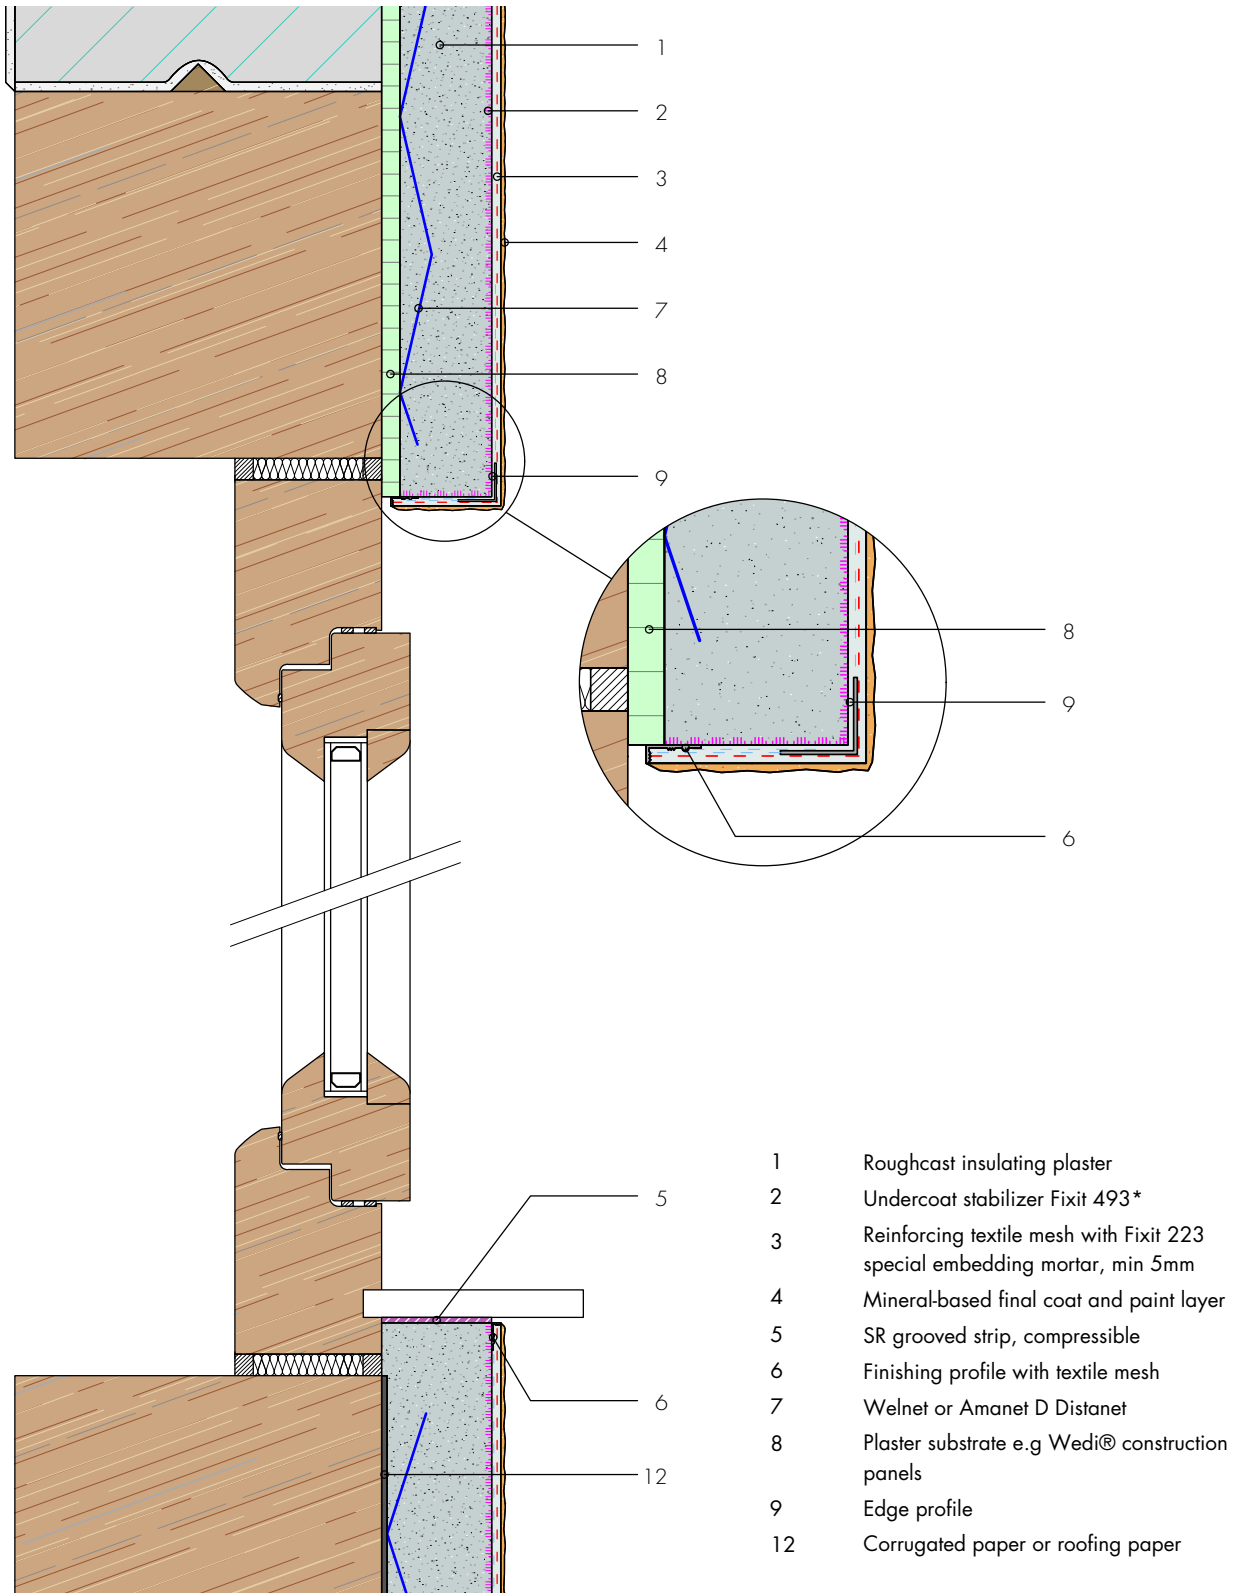 1
2
3
4
7
8
9
8
9
6
5
6
12
1 Roughcast insulating plaster
2 Undercoat stabilizer Fixit 493*
3 Reinforcing textile mesh with Fixit 223
special embedding mortar, min 5mm
4 Mineral-based final coat and paint layer
5 SR grooved strip, compressible
6 Finishing profile with textile mesh
7 Welnet or Amanet D Distanet
8 Plaster substrate e.g Wedi® construction
panels
9 Edge profile
12 Corrugated paper or roofing paper